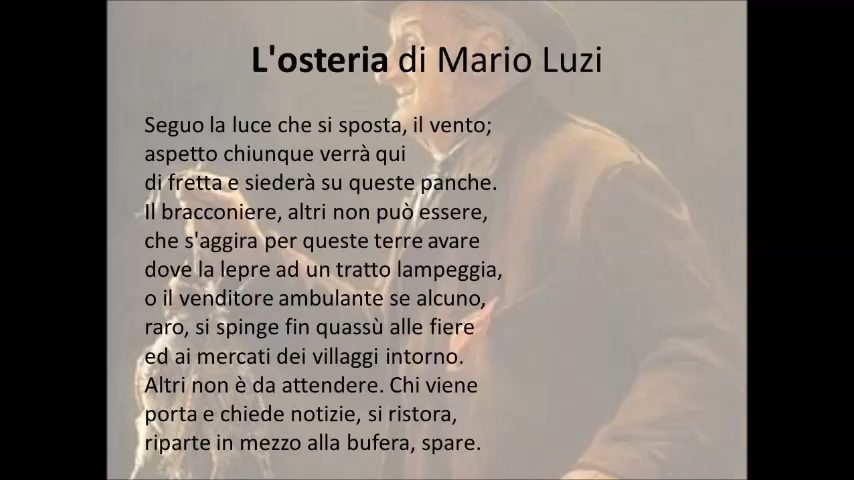 L'osteria di Mario Luzi
Seguo la luce che si sposta, il vento;
aspetto chiunque verrà qui
di fretta e siederà su queste panche.
Il bracconiere, altri non può essere,
che s'aggira per queste terre avare
dove la lepre ad un tratto lampeggia,
o il venditore ambulante se alcuno,
raro, si spinge fin quassù alle fiere
ed ai mercati dei villaggi intorno.
Altri non è da attendere. Chi viene
porta e chiede notizie, si ristora,
riparte in mezzo alla bufera, spare.